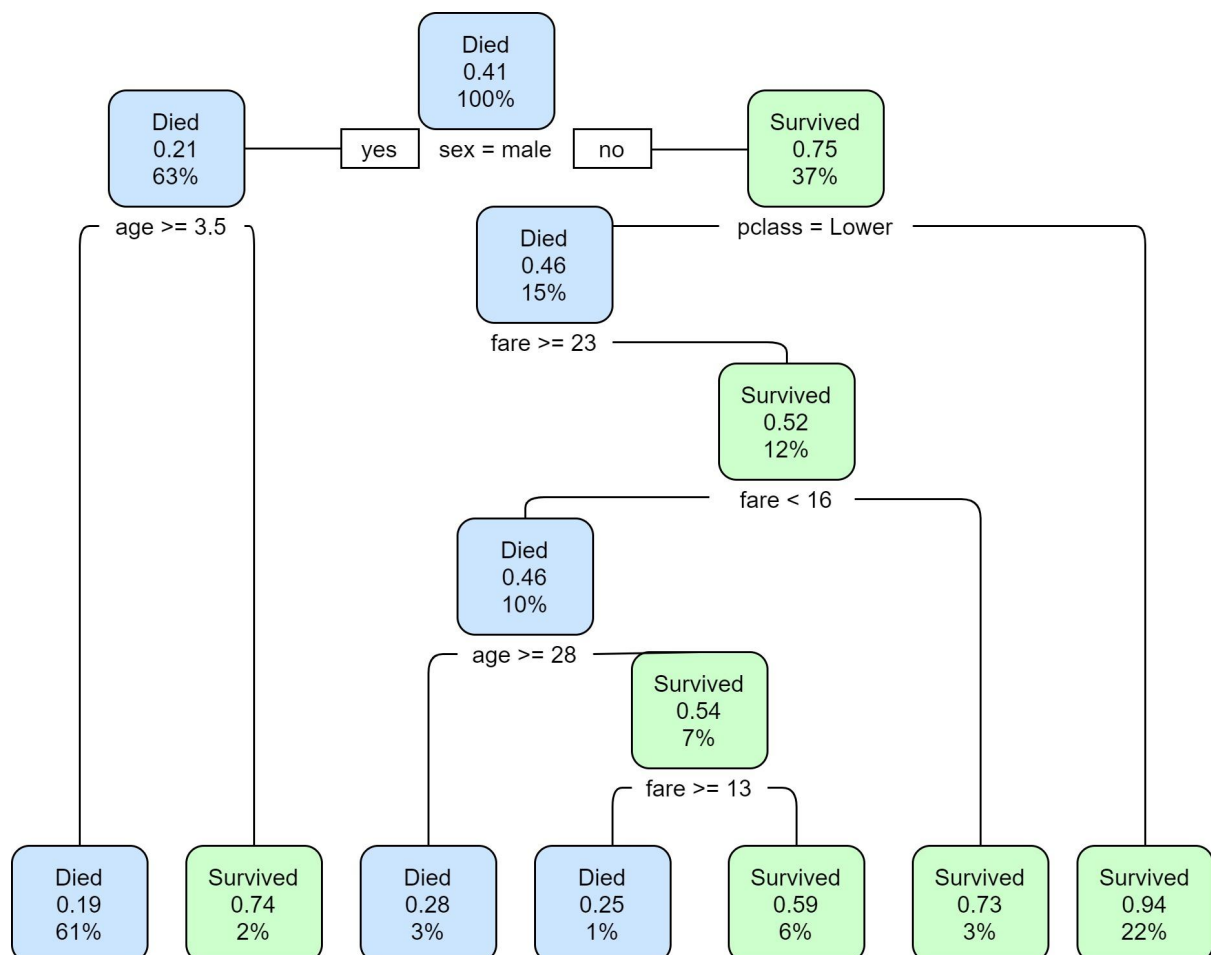 Died
0.41
100%
yes
sex = male
no
Died
0.21
63%
Survived
0.75
37%
age >= 3.5
pclass = Lower
Died
0.46
15%
fare >= 23
Survived
0.52
12%
fare < 16
Died
0.46
10%
age >= 28
Survived
0.54
7%
fare >= 13
Died
0.19
61%
Survived
0.74
2%
Died
0.28
3%
Died
0.25
1%
Survived
0.59
6%
Survived
0.73
3%
Survived
0.94
22%